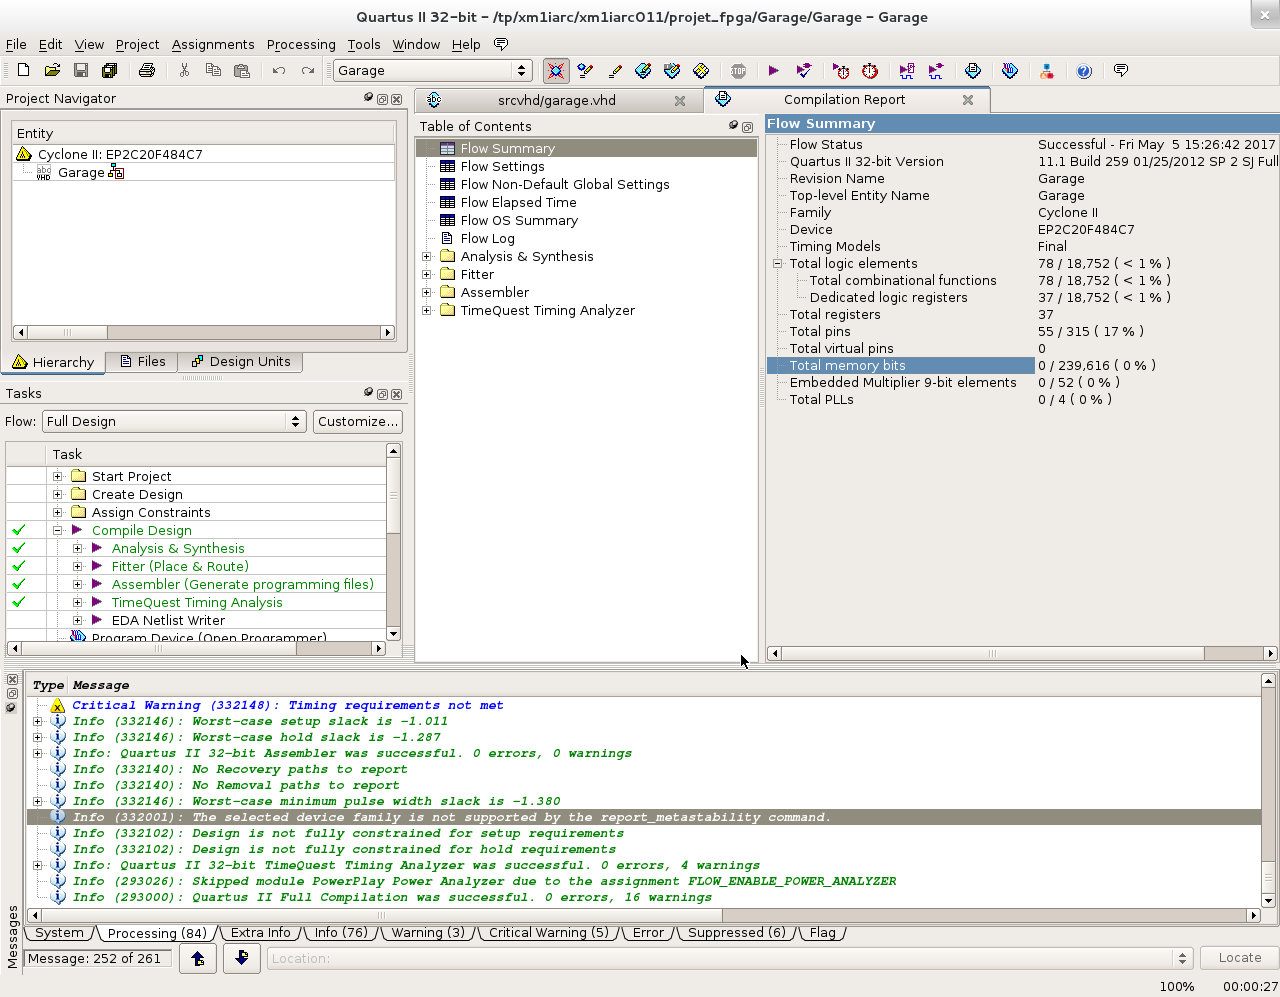 Quartus II 32-bit - /tp/xm1iarc/xm1iarc011/projet_fpga/Garage/Garage - Garage
File Edit View Project Assignments Processing Tools Window Help
Garage
Project Navigator
Entity
Cyclone II: EP2C20F484C7
Garage
Hierarchy Files Design Units
Tasks
Flow: Full Design Customize...
Task
Start Project
Create Design
Assign Constraints
Compile Design
Analysis & Synthesis
Fitter (Place & Route)
Assembler (Generate programming files)
TimeQuest Timing Analysis
EDA Netlist Writer
Program Device (Open Programmer)
srcvhd/garage.vhd Compilation Report
Table of Contents
Flow Summary
Flow Settings
Flow Non-Default Global Settings
Flow Elapsed Time
Flow OS Summary
Flow Log
Analysis & Synthesis
Fitter
Assembler
TimeQuest Timing Analyzer
Flow Summary
Flow Status Successful - Fri May 5 15:26:42 2017
Quartus II 32-bit Version 11.1 Build 259 01/25/2012 SP 2 SJ Full
Revision Name Garage
Top-level Entity Name Garage
Family Cyclone II
Device EP2C20F484C7
Timing Models Final
Total logic elements 78 / 18,752 ( < 1 % )
Total combinational functions 78 / 18,752 ( < 1 % )
Dedicated logic registers 37 / 18,752 ( < 1 % )
Total registers 37
Total pins 55 / 315 ( 17 % )
Total virtual pins 0
Total memory bits 0 / 239,616 ( 0 % )
Embedded Multiplier 9-bit elements 0 / 52 ( 0 % )
Total PLLs 0 / 4 ( 0 % )
Type Message
Critical Warning (332148): Timing requirements not met
Info (332146): Worst-case setup slack is -1.011
Info (332146): Worst-case hold slack is -1.287
Info: Quartus II 32-bit Assembler was successful. 0 errors, 0 warnings
Info (332140): No Recovery paths to report
Info (332140): No Removal paths to report
Info (332146): Worst-case minimum pulse width slack is -1.380
Info (332001): The selected device family is not supported by the report_metastability command.
Info (332102): Design is not fully constrained for setup requirements
Info (332102): Design is not fully constrained for hold requirements
Info: Quartus II 32-bit TimeQuest Timing Analyzer was successful. 0 errors, 4 warnings
Info (293026): Skipped module PowerPlay Power Analyzer due to the assignment FLOW_ENABLE_POWER_ANALYZER
Info (293000): Quartus II Full Compilation was successful. 0 errors, 16 warnings
System Processing (84) Extra Info Info (76) Warning (3) Critical Warning (5) Error Suppressed (6) Flag
Messages
Message: 252 of 261 Location: Locate
100% 00:00:27